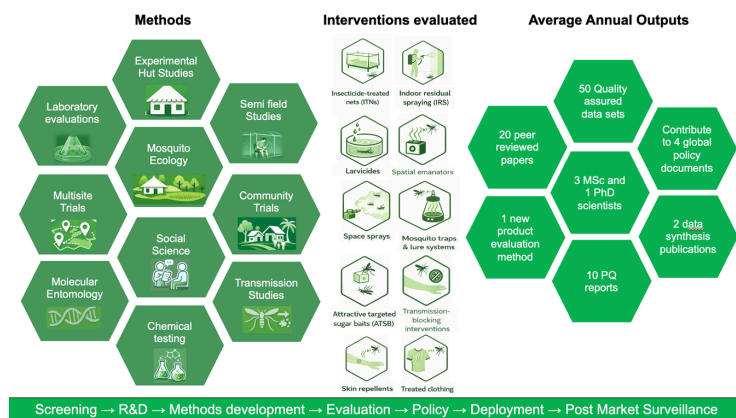 Methods
Experimental
Hut Studies
Laboratory
evaluations
Semi field
Studies
Mosquito
Ecology
Multisite
Trials
Community
Trials
Social
Science
Molecular
Entomology
Transmission
Studies
Chemical
testing
Interventions evaluated
Insecticide-treated
nets (ITNs)
Indoor residual
spraying (IRS)
Larvicides
Spatial emanators
Space sprays
Mosquito traps
& lure systems
Attractive targeted
sugar baits (ATSB)
Transmission-
blocking
interventions
Skin repellents
Treated clothing
Average Annual Outputs
50 Quality
assured
data sets
20 peer
reviewed
papers
Contribute
to 4 global
policy
documents
3 MSc and
1 PhD
scientists
1 new
product
evaluation
method
2 data
synthesis
publications
10 PQ
reports
Screening → R&D → Methods development → Evaluation → Policy → Deployment → Post Market Surveillance